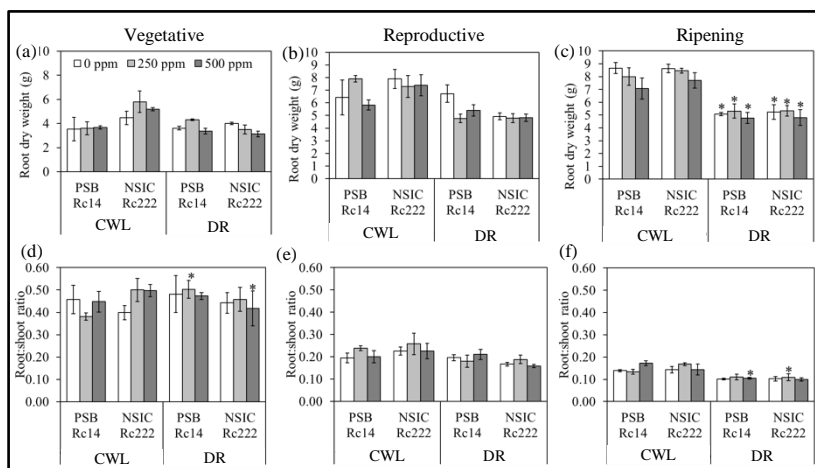 Vegetative Reproductive Ripening
(a) (b) (c)
0 ppm 250 ppm 500 ppm
Root dry weight (g)
10
8
6
4
2
0
PSB Rc14 NSIC Rc222 PSB Rc14 NSIC Rc222
CWL DR
Root dry weight (g)
10
9
8
7
6
5
4
3
2
1
0
PSB Rc14 NSIC Rc222 PSB Rc14 NSIC Rc222
CWL DR
Root dry weight (g)
10
9
8
7
6
5
4
3
2
1
0
* * * * * *
PSB Rc14 NSIC Rc222 PSB Rc14 NSIC Rc222
CWL DR
(d) (e) (f)
Root:shoot ratio
0.60
0.50
0.40
0.30
0.20
0.10
0.00
* *
PSB Rc14 NSIC Rc222 PSB Rc14 NSIC Rc222
CWL DR
Root:shoot ratio
0.60
0.50
0.40
0.30
0.20
0.10
0.00
PSB Rc14 NSIC Rc222 PSB Rc14 NSIC Rc222
CWL DR
Root:shoot ratio
0.60
0.50
0.40
0.30
0.20
0.10
0.00
* *
PSB Rc14 NSIC Rc222 PSB Rc14 NSIC Rc222
CWL DR